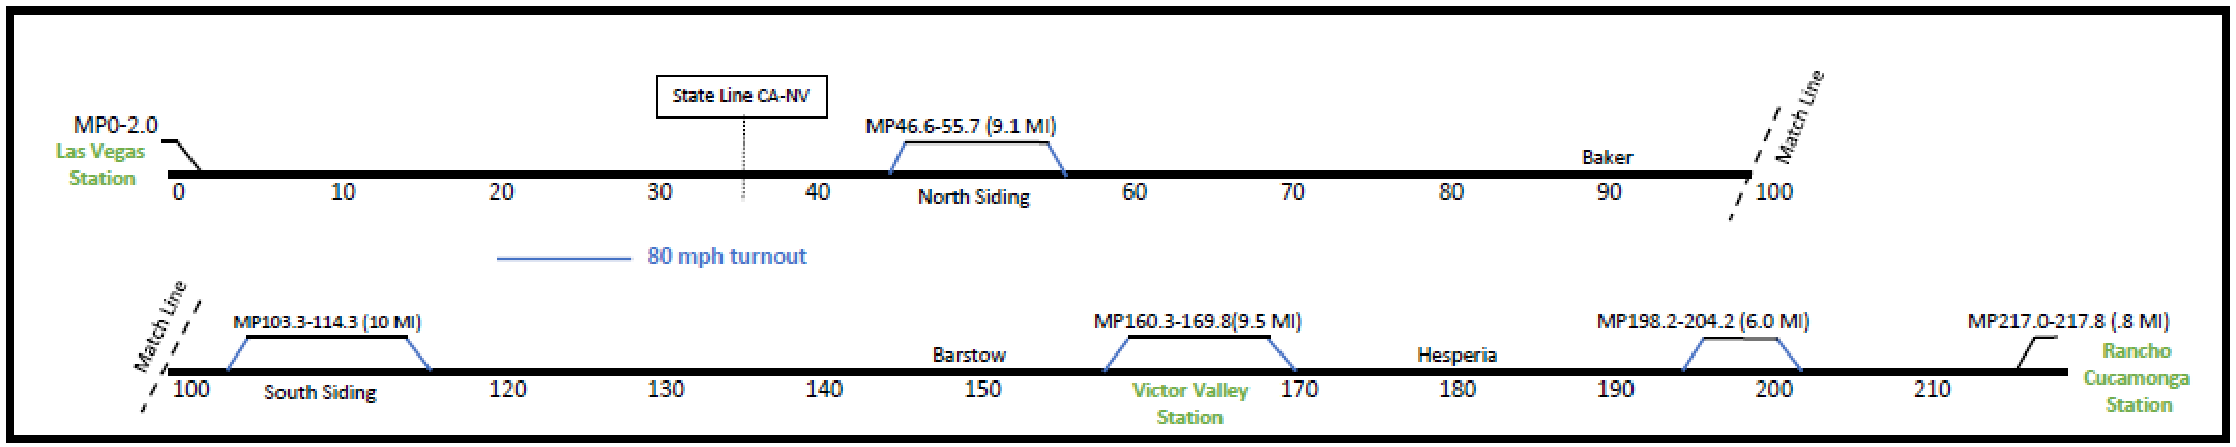 State Line CA-NV
MP0-2.0
Las Vegas
Station
MP46.6-55.7 (9.1 MI)
North Siding
Baker
Match Line
0 10 20 30 40 60 70 80 90 100
80 mph turnout
Match Line
MP103.3-114.3 (10 MI)
South Siding
Barstow
MP160.3-169.8(9.5 MI)
Victor Valley
Station
Hesperia
MP198.2-204.2 (6.0 MI)
MP217.0-217.8 (.8 MI)
Rancho
Cucamonga
Station
100 120 130 140 150 170 180 190 200 210